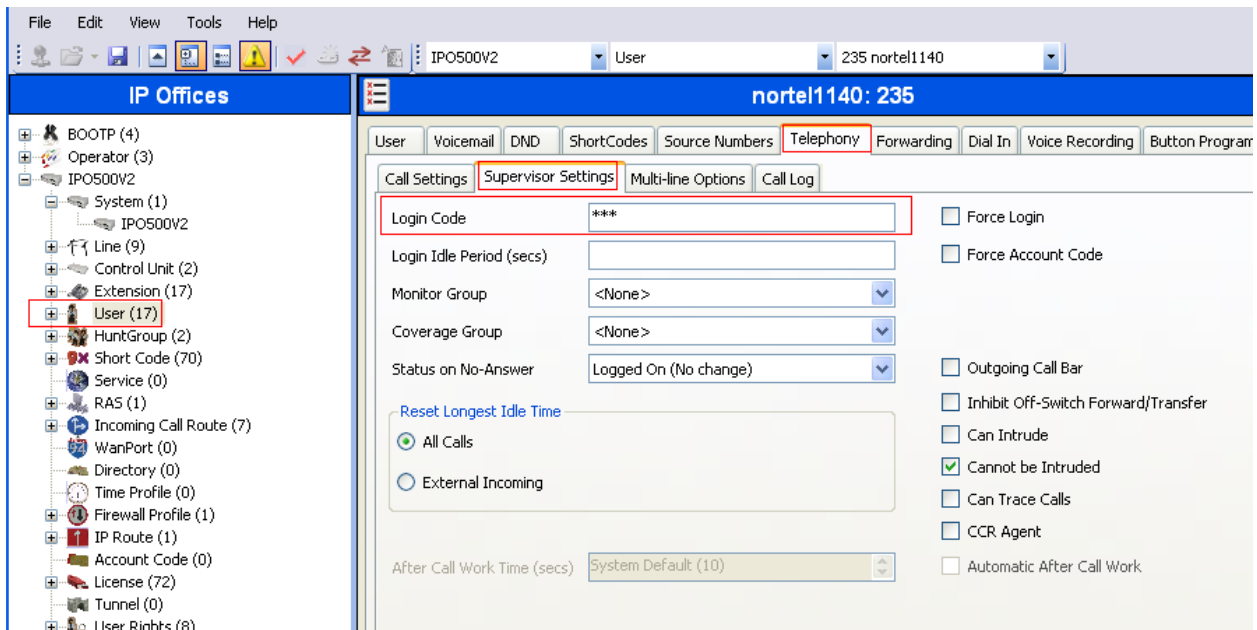 File Edit View Tools Help
IPO500V2 User 235 nortel1140
IP Offices
BOOTP (4)
Operator (3)
IPO500V2
System (1)
IPO500V2
Line (9)
Control Unit (2)
Extension (17)
User (17)
HuntGroup (2)
Short Code (70)
Service (0)
RAS (1)
Incoming Call Route (7)
WanPort (0)
Directory (0)
Time Profile (0)
Firewall Profile (1)
IP Route (1)
Account Code (0)
License (72)
Tunnel (0)
User Rights (8)
nortel1140: 235
User Voicemail DND ShortCodes Source Numbers Telephony Forwarding Dial In Voice Recording Button Program
Call Settings Supervisor Settings Multi-line Options Call Log
Login Code *** Force Login
Login Idle Period (secs) Force Account Code
Monitor Group <None>
Coverage Group <None>
Status on No-Answer Logged On (No change) Outgoing Call Bar
Reset Longest Idle Time Inhibit Off-Switch Forward/Transfer
All Calls Can Intrude
Cannot be Intruded
External Incoming Can Trace Calls
CCR Agent
After Call Work Time (secs) System Default (10) Automatic After Call Work